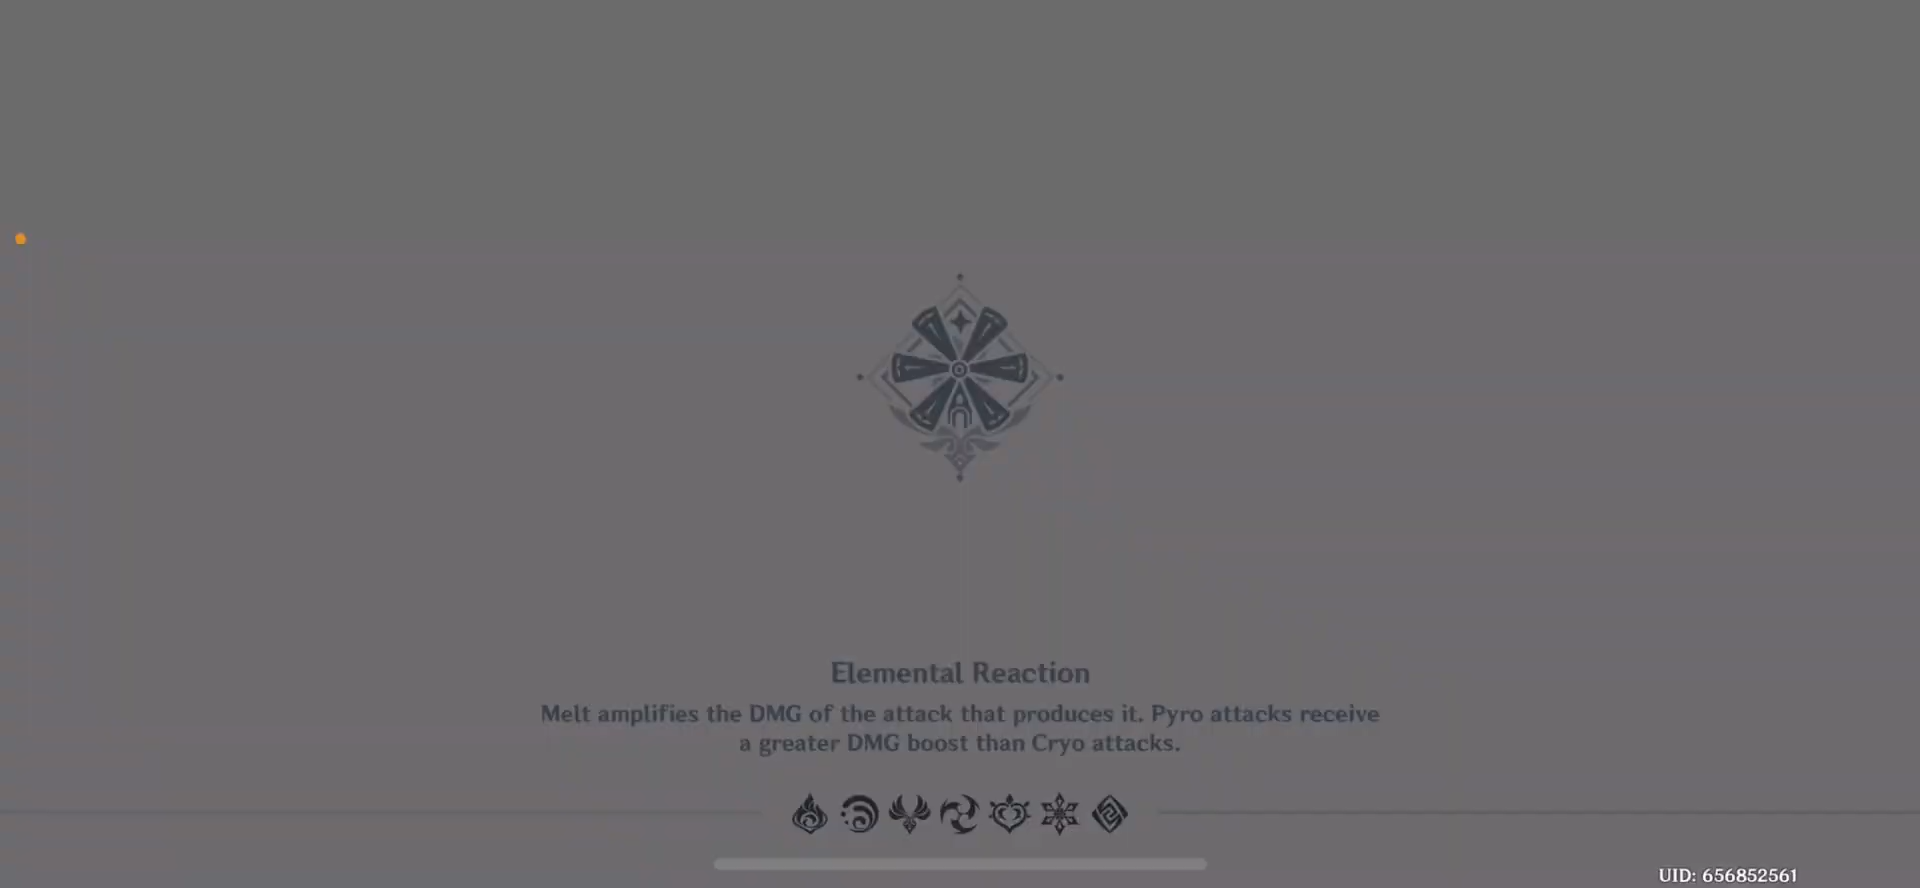 Elemental Reaction
Melt amplifies the DMG of the attack that produces it. Pyro attacks receive
a greater DMG boost than Cryo attacks.
UID: 656852561